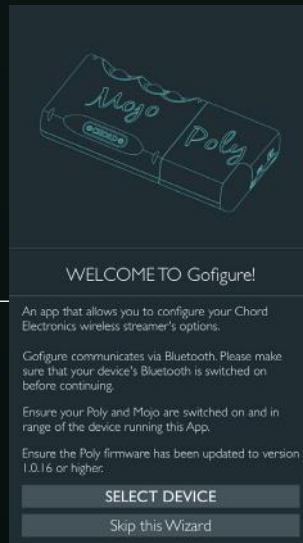 Mojo
Poly
CHORD
WELCOME TO Gofigure!
An app that allows you to configure your Chord
Electronics wireless streamer's options.
Gofigure communicates via Bluetooth. Please make
sure that your device's Bluetooth is switched on
before continuing.
Ensure your Poly and Mojo are switched on and in
range of the device running this App.
Ensure the Poly firmware has been updated to version
1.0.16 or higher.
SELECT DEVICE
Skip this Wizard